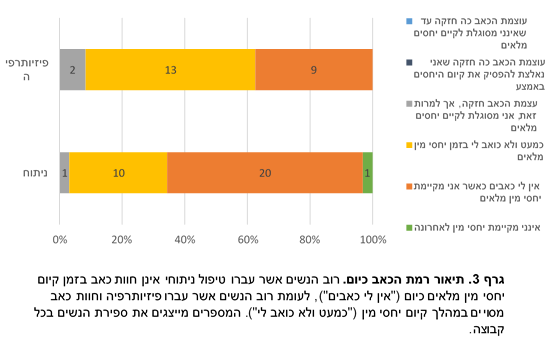 פיזיותרפי
ה
2
13
9
ניתוח
1
10
20
1
0%
20%
40%
60%
80%
100%
עוצמת הכאב כה חזקה עד
שאינני מסוגלת לקיים יחסים
מלאים
עוצמת הכאב כה חזקה שאני
נאלצת להפסיק את קיום היחסים
באמצע
עצמת הכאב חזקה, אך למרות
זאת, אני מסוגלת לקיים יחסים
מלאים
כמעט ולא כואב לי בזמן יחסי מין
מלאים
אין לי כאבים כאשר אני מקיימת
יחסי מין מלאים
אינני מקיימת יחסי מין לאחרונה
גרף 3. תיאור רמת הכאב כיום. רוב הנשים אשר עברו טיפול ניתוחי אינן חוות כאב בזמן קיום
יחסי מין מלאים כיום ("אין לי כאבים"), לעומת רוב הנשים אשר עברו פיזיותרפיה וחוות כאב
מסויים במהלך קיום יחסי מין ("כמעט ולא כואב לי"). המספרים מייצגים את ספירת הנשים בכל
קבוצה.